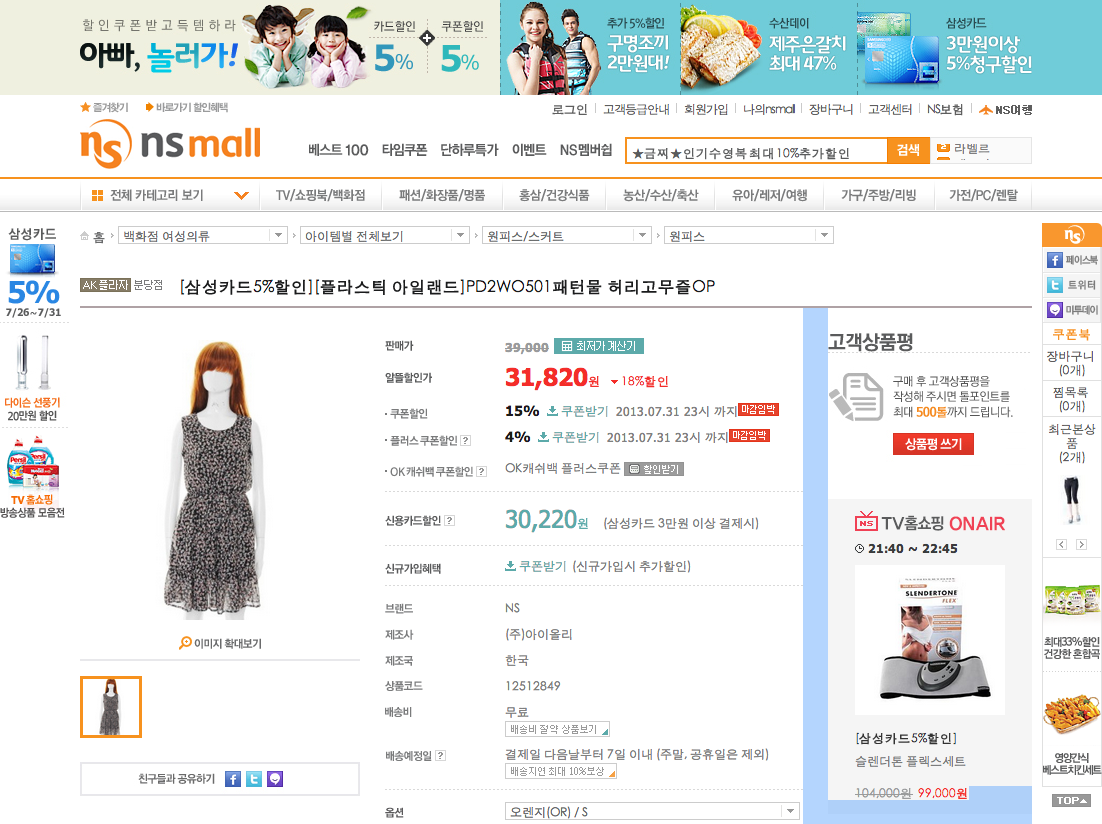 할인쿠폰받고득템하라
아빠, 놀러가!
카드할인
5%
쿠폰할인
5%
추가 5%할인
구명조끼
2만원대!
수산데이
제주은갈치
최대 47%
삼성카드
3만원이상
5%청구할인
즐겨찾기
바로가기 할인혜택
로그인
고객등급안내
회원가입
나의nsmall
장바구니
고객센터
NS보험
NS여행
ns nsmall
베스트 100
타임쿠폰
단하루특가
이벤트
NS멤버쉽
★금찌★인기수영복 최대 10%추가할인
검색
3 라벨르
전체 카테고리 보기
TV/쇼핑북/백화점
패션/화장품/명품
홍삼/건강식품
농산/수산/축산
유아/레저/여행
가구/주방/리빙
가전/PC/렌탈
홈
백화점 여성의류
아이템별 전체보기
원피스/스커트
원피스
삼성카드
5%
7/26~7/31
다이슨 선풍기
20만원 할인
TV 홈쇼핑
방송상품 모음전
AK플라자 분당점
[삼성카드5%할인][플라스틱 아일랜드]PD2WO501패턴물 허리고무줄OP
이미지 확대보기
친구들과 공유하기
판매가
39,000
최저가계산기
알뜰할인가
31,820원
18%할인
쿠폰할인
15%
쿠폰받기
2013.07.31 23시 까지
마감임박
플러스 쿠폰할인 ?
4%
쿠폰받기
2013.07.31 23시 까지
마감임박
OK캐쉬백 쿠폰할인 ?
OK캐쉬백 플러스쿠폰
할인받기
신용카드할인 ?
30,220원
(삼성카드 3만원 이상 결제시)
신규가입혜택
쿠폰받기 (신규가입시 추가할인)
브랜드
NS
제조사
(주)아이올리
제조국
한국
상품코드
12512849
배송비
무료
배송비 절약 상품보기
배송예정일 ?
결제일 다음날부터 7일 이내 (주말, 공휴일은 제외)
배송지연 최대 10%보상
옵션
오렌지(OR) / S
고객상품평
구매 후 고객상품평을
작성해 주시면 툴포인트를
최대 500툴까지 드립니다.
상품평 쓰기
NS TV홈쇼핑 ONAIR
21:40 ~ 22:45
SLENDERTONE
FLEX
[삼성카드5%할인]
슬렌더톤 플렉스세트
104,000원 99,000원
ns
페이스북
트위터
미투데이
쿠폰북
장바구니
(0개)
찜목록
(0개)
최근본상
품
(2개)
최대33%할인
건강한 혼합곡
영양간식
베스트치킨세트
TOP